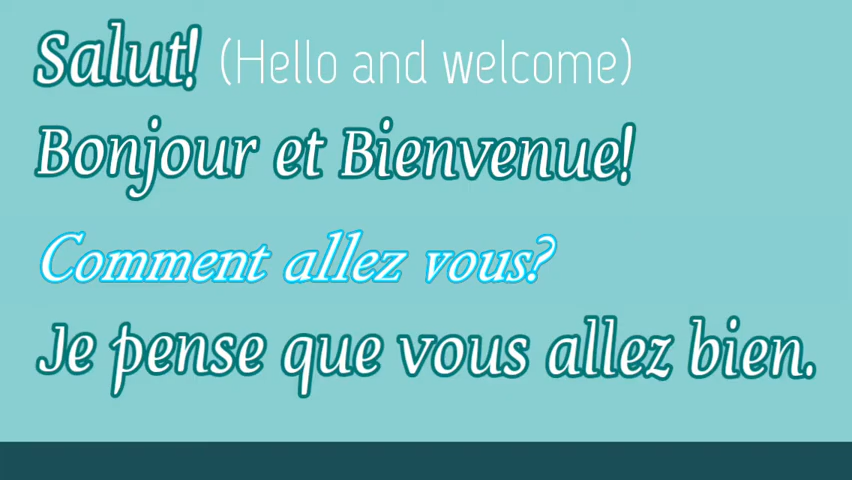 Salut! (Hello and welcome)
Bonjour et Bienvenue!
Comment allez vous?
Je pense que vous allez bien.